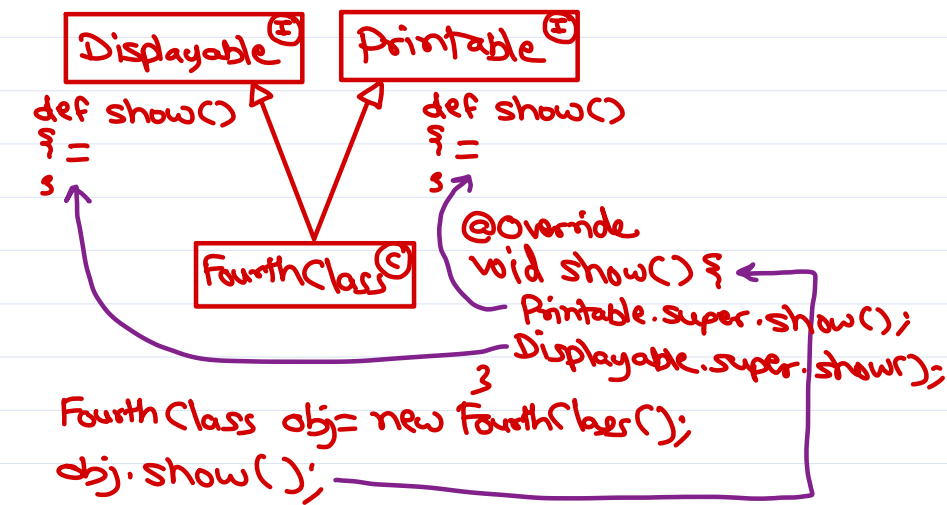 Displayable I
Printable I
def show()
{ =
}
def show()
{ =
}
FourthClass C
@Override
void show() {
Printable.super.show();
Displayable.super.show();
}
FourthClass obj= new FourthClass();
obj.show();